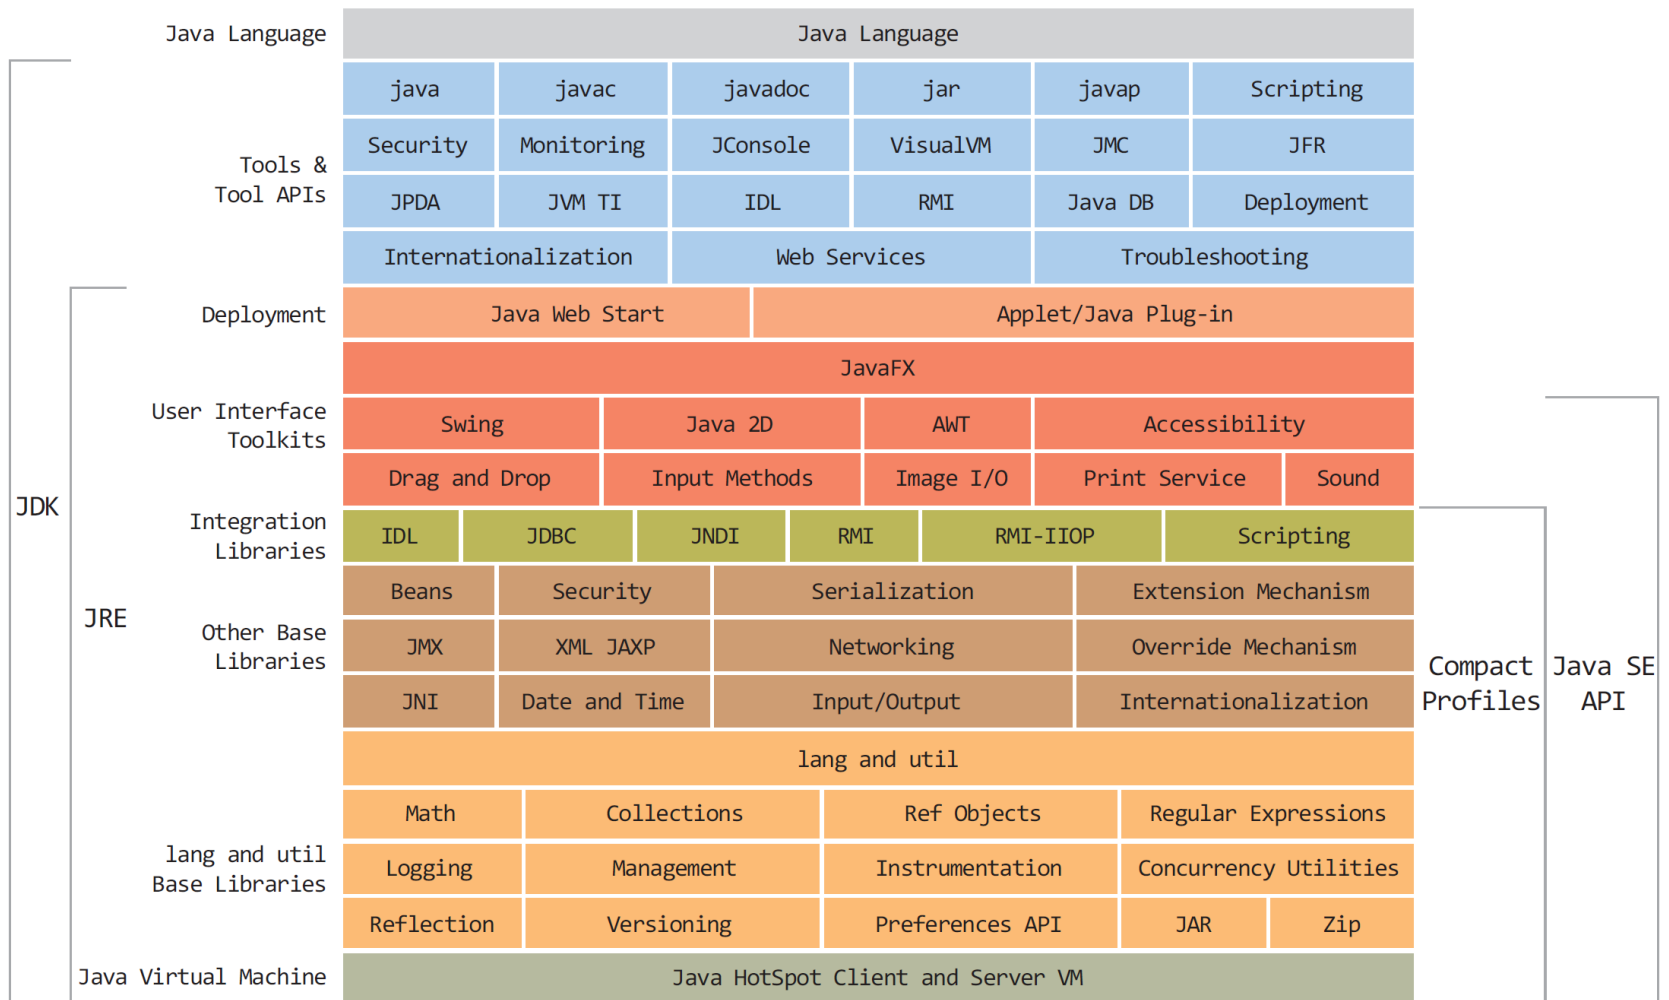 Java Language
Java Language
java javac javadoc jar javap Scripting
Security Monitoring JConsole VisualVM JMC JFR
Tools &
Tool APIs
JPDA JVM TI IDL RMI Java DB Deployment
Internationalization Web Services Troubleshooting
Deployment
Java Web Start Applet/Java Plug-in
JavaFX
User Interface
Toolkits
Swing Java 2D AWT Accessibility
Drag and Drop Input Methods Image I/O Print Service Sound
JDK
Integration
Libraries
IDL JDBC JNDI RMI RMI-IIOP Scripting
Beans Security Serialization Extension Mechanism
JRE
Other Base
Libraries
JMX XML JAXP Networking Override Mechanism
JNI Date and Time Input/Output Internationalization
Compact
Profiles
Java SE
API
lang and util
Math Collections Ref Objects Regular Expressions
lang and util
Base Libraries
Logging Management Instrumentation Concurrency Utilities
Reflection Versioning Preferences API JAR Zip
Java Virtual Machine
Java HotSpot Client and Server VM